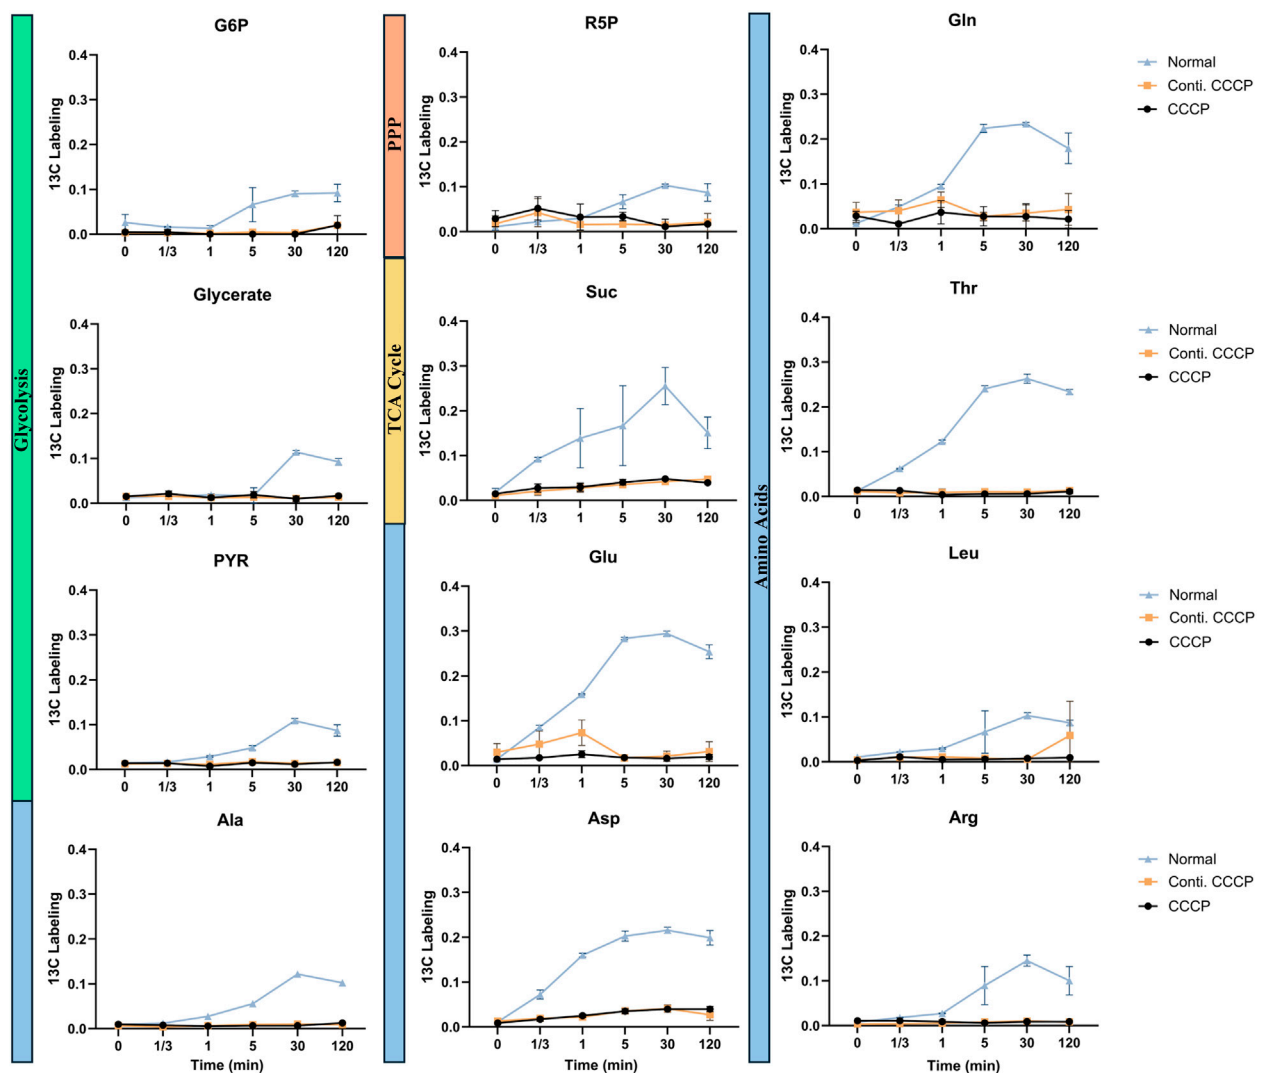 G6P
13C Labeling
0.4
0.3
0.2
0.1
0.0
0 1/3 1 5 30 120
Glycerate
13C Labeling
0.4
0.3
0.2
0.1
0.0
0 1/3 1 5 30 120
Glycolysis
PYR
13C Labeling
0.4
0.3
0.2
0.1
0.0
0 1/3 1 5 30 120
Ala
13C Labeling
0.4
0.3
0.2
0.1
0.0
0 1/3 1 5 30 120
Time (min)
PPP
R5P
13C Labeling
0.4
0.3
0.2
0.1
0.0
0 1/3 1 5 30 120
TCA Cycle
Suc
13C Labeling
0.4
0.3
0.2
0.1
0.0
0 1/3 1 5 30 120
Glu
13C Labeling
0.4
0.3
0.2
0.1
0.0
0 1/3 1 5 30 120
Asp
13C Labeling
0.4
0.3
0.2
0.1
0.0
0 1/3 1 5 30 120
Time (min)
Amino Acids
Gln
13C Labeling
0.4
0.3
0.2
0.1
0.0
0 1/3 1 5 30 120
Normal
Conti. CCCP
CCCP
Thr
13C Labeling
0.4
0.3
0.2
0.1
0.0
0 1/3 1 5 30 120
Normal
Conti. CCCP
CCCP
Leu
13C Labeling
0.4
0.3
0.2
0.1
0.0
0 1/3 1 5 30 120
Normal
Conti. CCCP
CCCP
Arg
13C Labeling
0.4
0.3
0.2
0.1
0.0
0 1/3 1 5 30 120
Time (min)
Normal
Conti. CCCP
CCCP